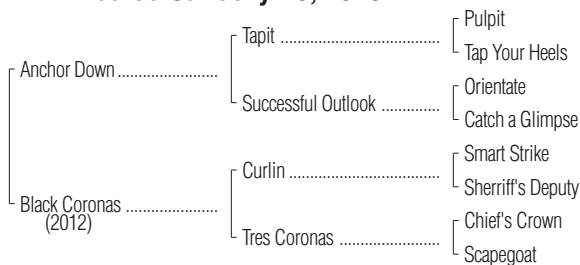 Pulpit
Tapit ..............................
Tap Your Heels
Anchor Down ........................
Orientate
Successful Outlook ..............
Catch a Glimpse
Smart Strike
Curlin ...............................
Sherriff's Deputy
Black Coronas ......................
(2012)
Chief's Crown
Tres Coronas ........................
Scapegoat